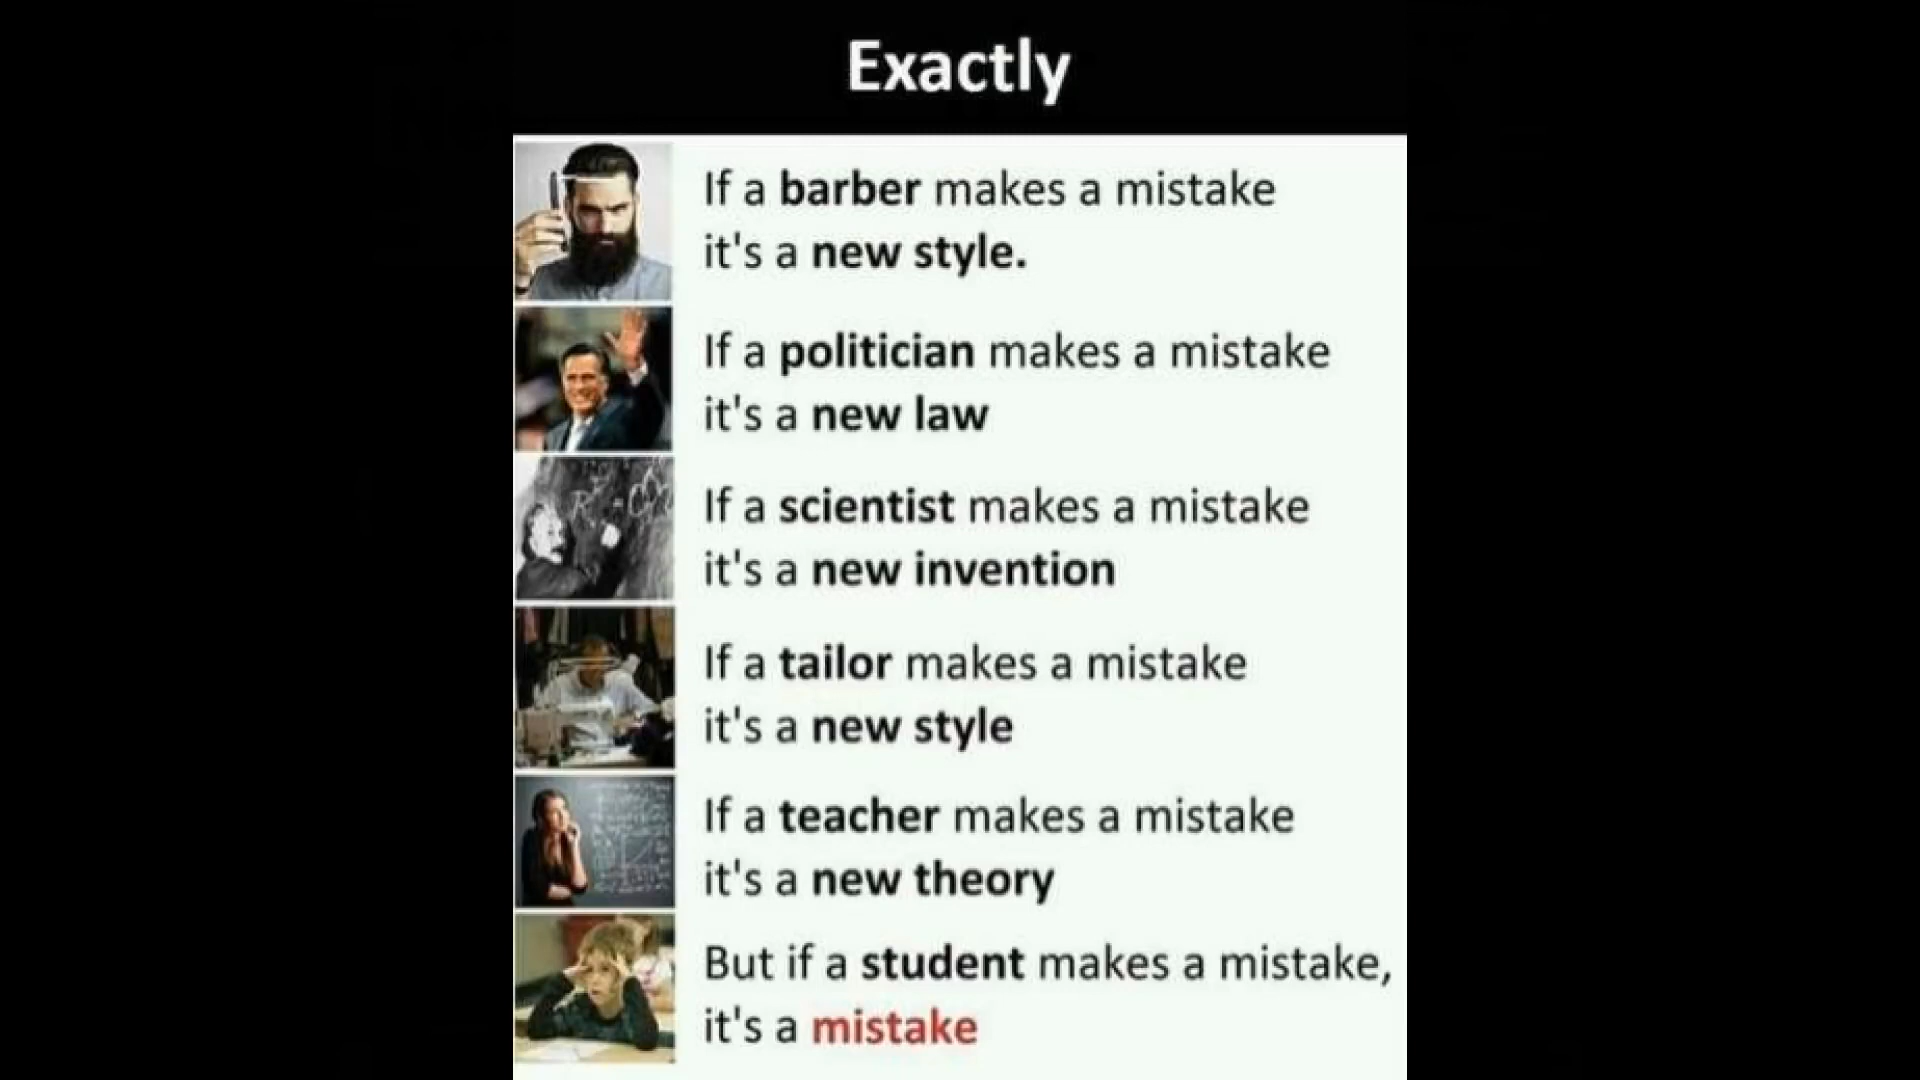 Exactly
If a barber makes a mistake
it's a new style.
If a politician makes a mistake
it's a new law
If a scientist makes a mistake
it's a new invention
If a tailor makes a mistake
it's a new style
If a teacher makes a mistake
it's a new theory
But if a student makes a mistake,
it's a mistake